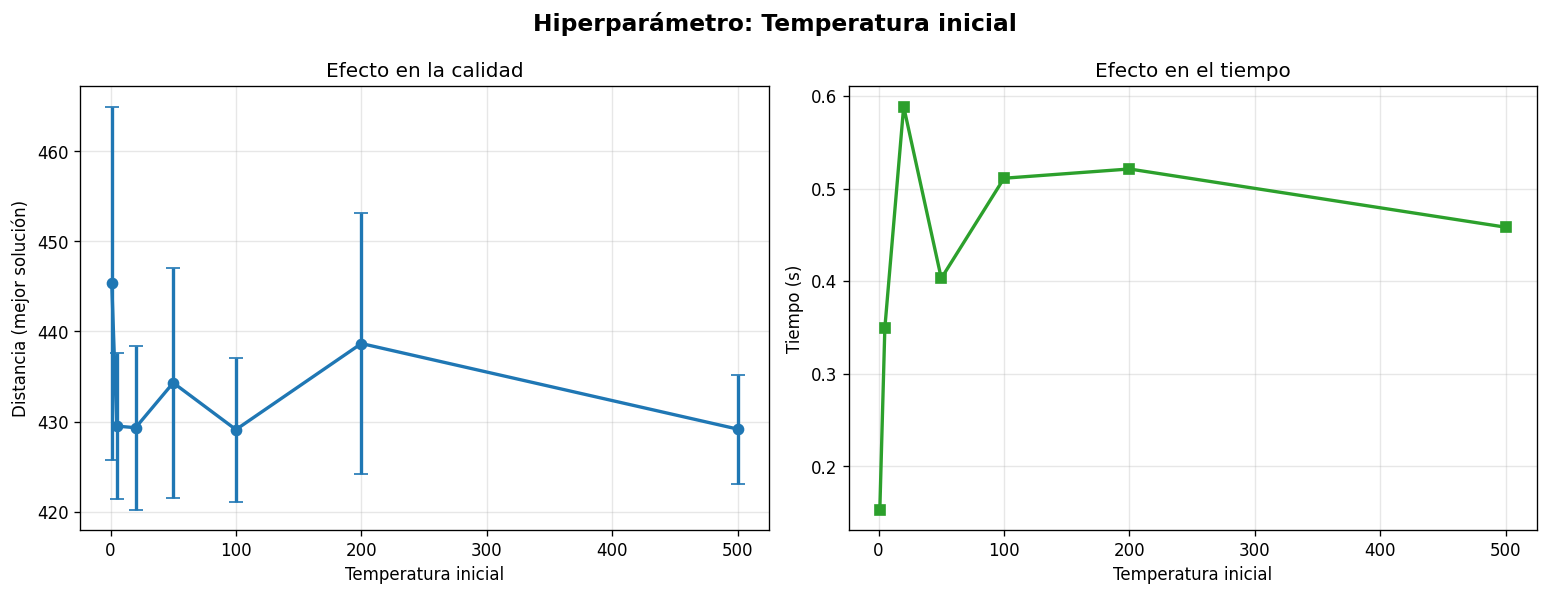 Hiperparámetro: Temperatura inicial
Efecto en la calidad
Distancia (mejor solución)
460
450
440
430
420
0 100 200 300 400 500
Temperatura inicial
Efecto en el tiempo
Tiempo (s)
0.6
0.5
0.4
0.3
0.2
0 100 200 300 400 500
Temperatura inicial